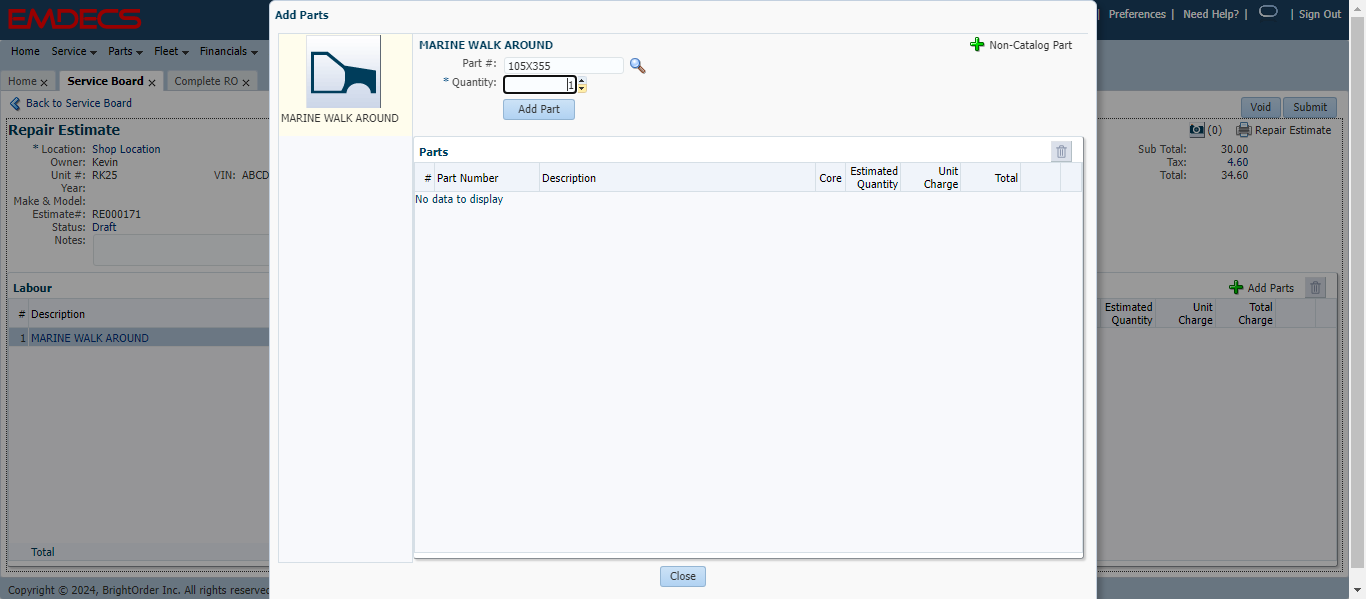 EMDECS
| Preferences | Need Help? | | Sign Out
Home Service Parts Fleet Financials
Home x Service Board x Complete RO x
Back to Service Board
Void Submit
Repair Estimate
(0) Repair Estimate
* Location: Shop Location
Owner: Kevin
Unit #: RK25 VIN: ABCD
Year:
Make & Model:
Estimate#: RE000171
Status: Draft
Notes:
Sub Total: 30.00
Tax: 4.60
Total: 34.60
Labour
# Description
1 MARINE WALK AROUND
Total
Add Parts
Estimated Quantity Unit Charge Total Charge
Add Parts
MARINE WALK AROUND
MARINE WALK AROUND
Non-Catalog Part
Part #: 105X355
* Quantity: 1
Add Part
Parts
# Part Number Description Core Estimated Quantity Unit Charge Total
No data to display
Close
Copyright © 2024, BrightOrder Inc. All rights reserved